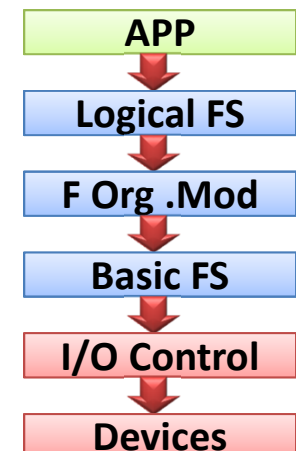 APP
Logical FS
F Org .Mod
Basic FS
I/O Control
Devices